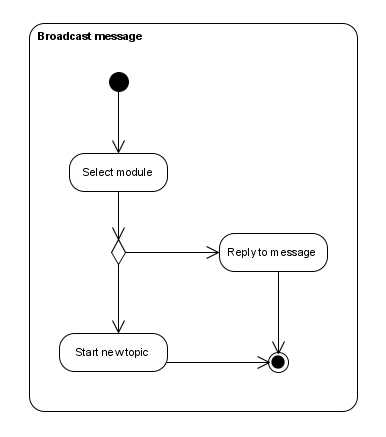 Broadcast message
Select module
Reply to message
Start new topic